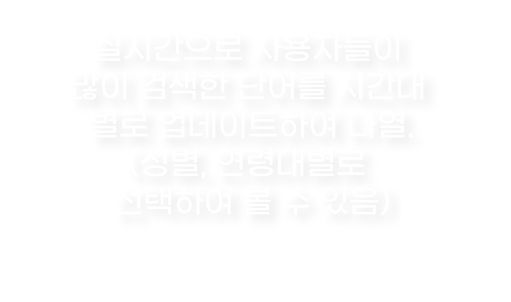 실시간으로 사용자들이
많이 검색한 단어를 시간대
별로 업데이트하여 나열.
(성별, 연령대별로
선택하여 볼 수 있음)